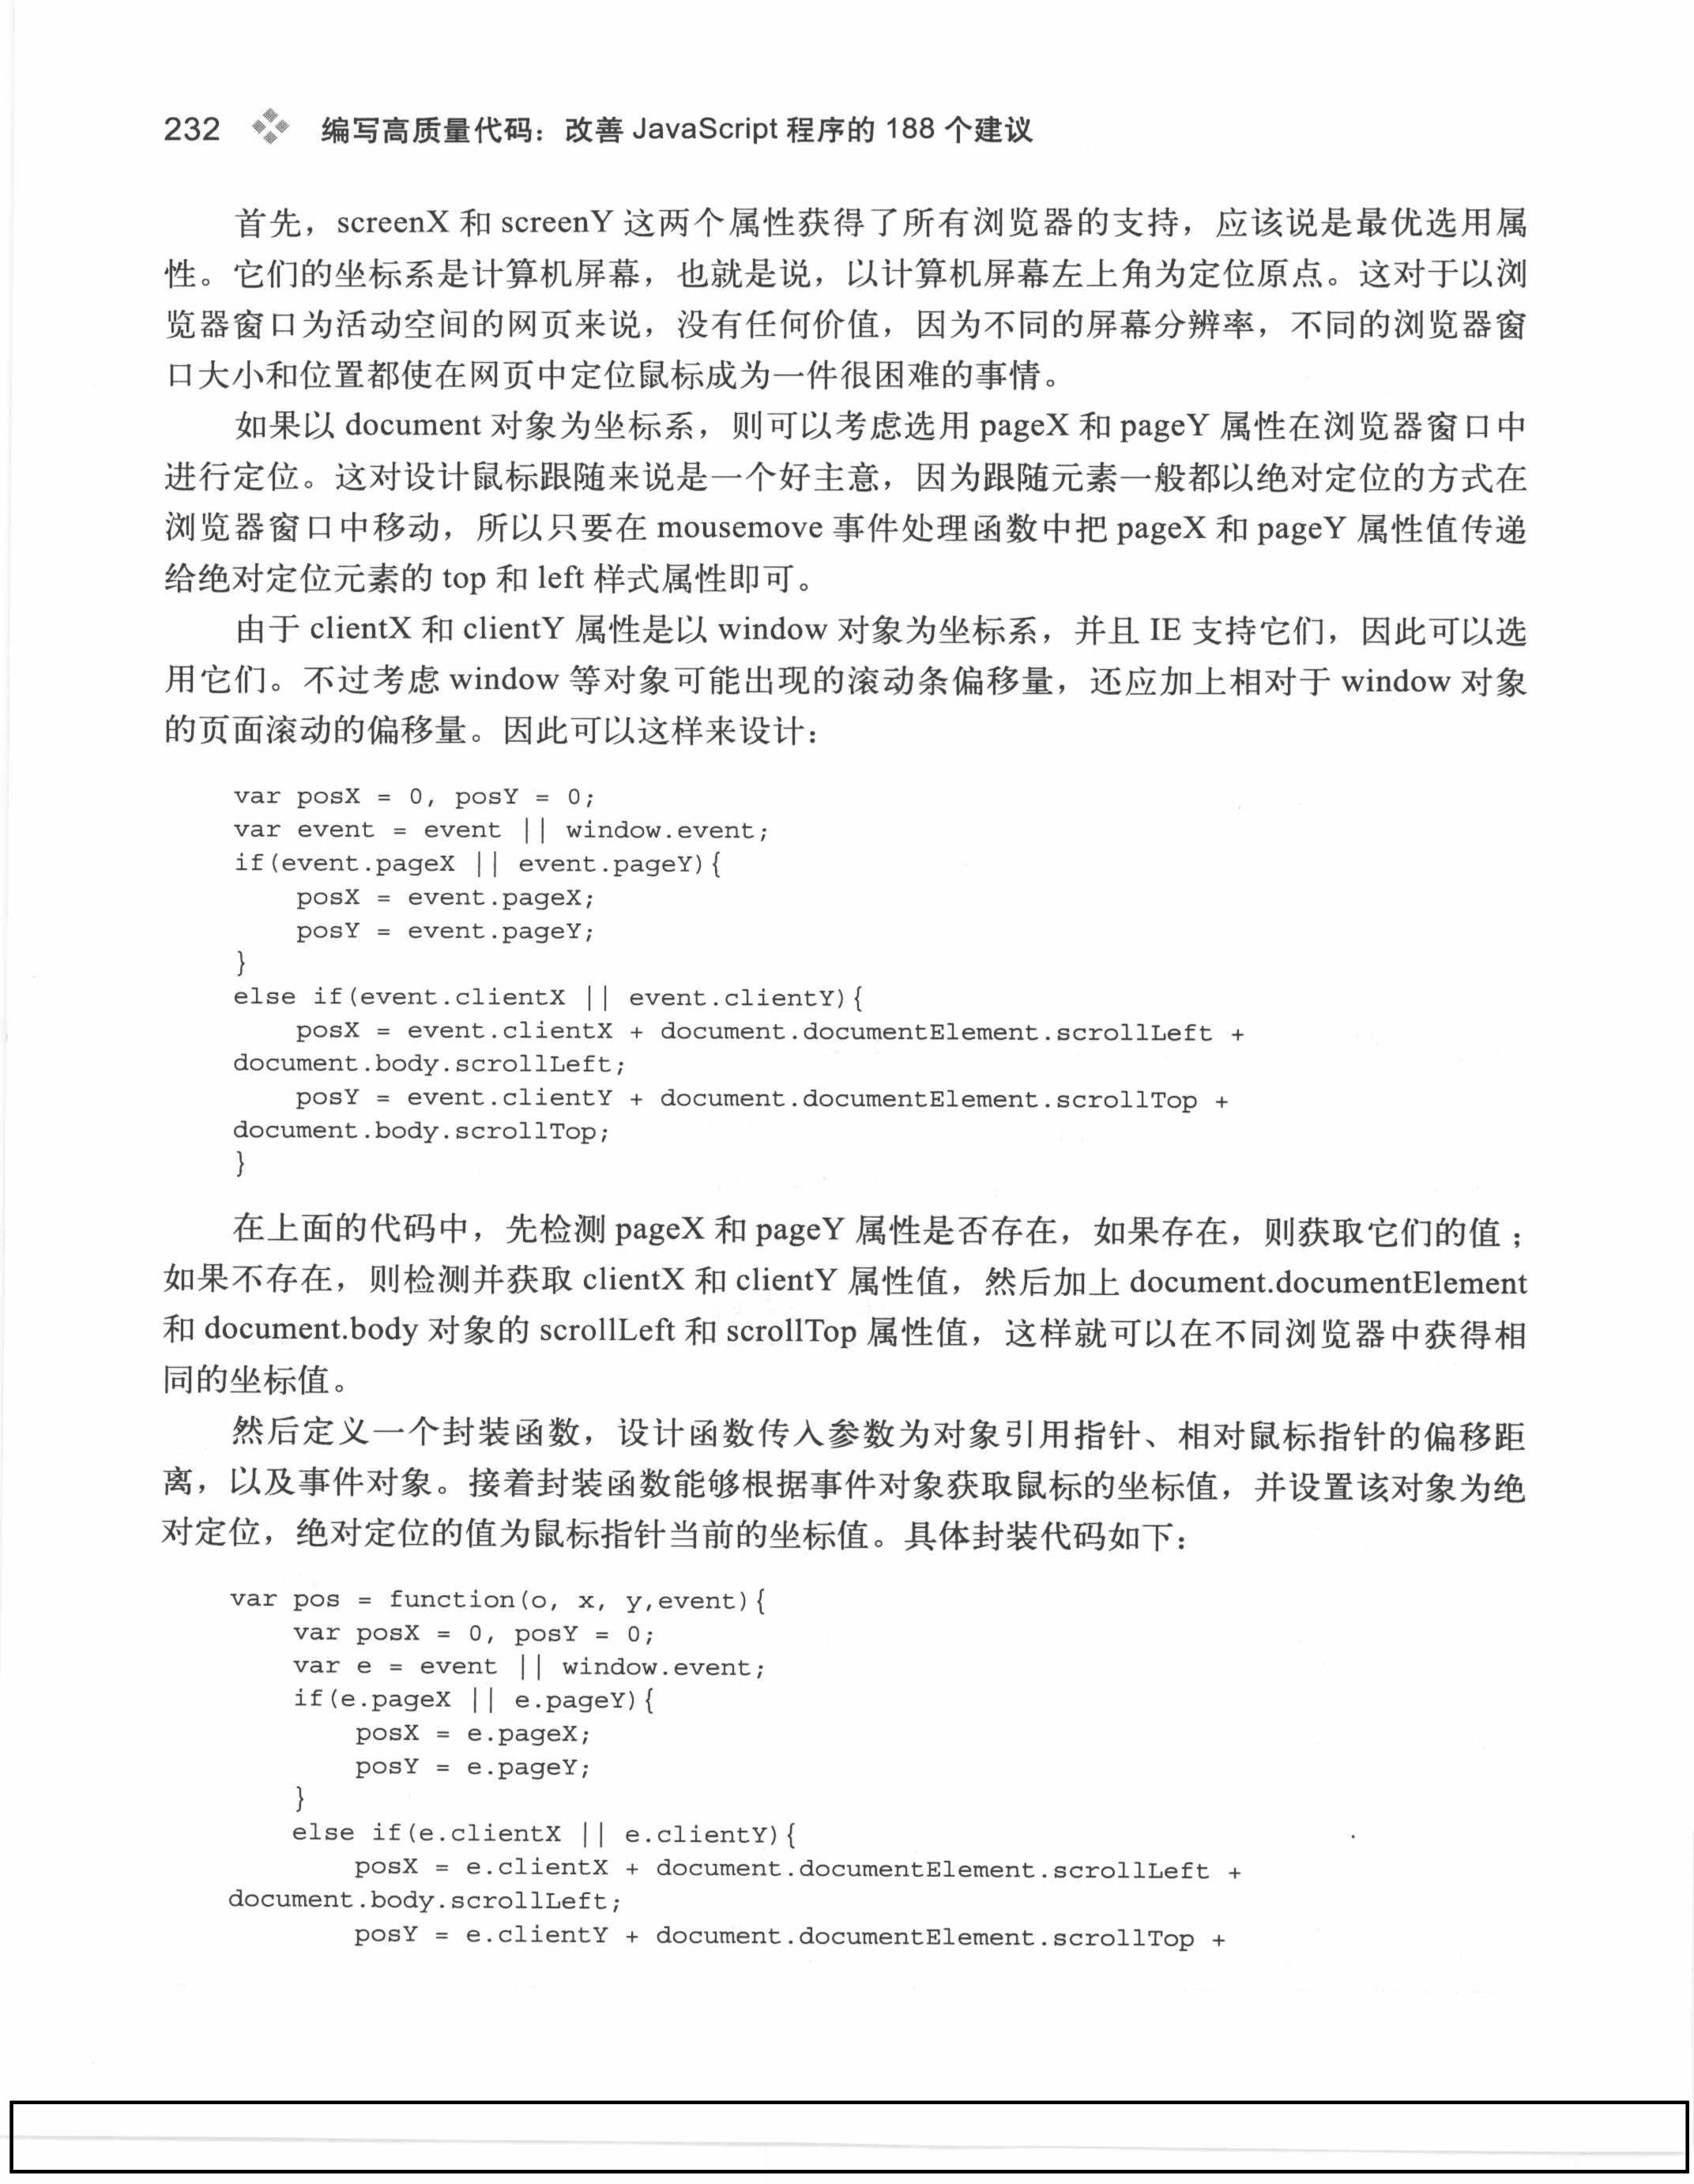 232 编写高质量代码：改善 JavaScript 程序的 188 个建议
首先，screenX 和 screenY 这两个属性获得了所有浏览器的支持，应该说是最优选用属
性。它们的坐标系是计算机屏幕，也就是说，以计算机屏幕左上角为定位原点。这对于以浏
览器窗口为活动空间的网页来说，没有任何价值，因为不同的屏幕分辨率，不同的浏览器窗
口大小和位置都使在网页中定位鼠标成为一件很困难的事情。
如果以 document 对象为坐标系，则可以考虑选用 pageX 和 pageY 属性在浏览器窗口中
进行定位。这对设计鼠标跟随来说是一个好主意，因为跟随元素一般都以绝对定位的方式在
浏览器窗口中移动，所以只要在 mousemove 事件处理函数中把 pageX 和 pageY 属性值传递
给绝对定位元素的 top 和 left 样式属性即可。
由于 clientX 和 clientY 属性是以 window 对象为坐标系，并且 IE 支持它们，因此可以选
用它们。不过考虑 window 等对象可能出现的滚动条偏移量，还应加上相对于 window 对象
的页面滚动的偏移量。因此可以这样来设计：
var posX = 0, posY = 0;
var event = event || window.event;
if(event.pageX || event.pageY){
    posX = event.pageX;
    posY = event.pageY;
}
else if(event.clientX || event.clientY){
    posX = event.clientX + document.documentElement.scrollLeft +
document.body.scrollLeft;
    posY = event.clientY + document.documentElement.scrollTop +
document.body.scrollTop;
}
在上面的代码中，先检测 pageX 和 pageY 属性是否存在，如果存在，则获取它们的值；
如果不存在，则检测并获取 clientX 和 clientY 属性值，然后加上 document.documentElement
和 document.body 对象的 scrollLeft 和 scrollTop 属性值，这样就可以在不同浏览器中获得相
同的坐标值。
然后定义一个封装函数，设计函数传入参数为对象引用指针、相对鼠标指针的偏移距
离，以及事件对象。接着封装函数能够根据事件对象获取鼠标的坐标值，并设置该对象为绝
对定位，绝对定位的值为鼠标指针当前的坐标值。具体封装代码如下：
var pos = function(o, x, y,event){
    var posX = 0, posY = 0;
    var e = event || window.event;
    if(e.pageX || e.pageY){
        posX = e.pageX;
        posY = e.pageY;
    }
    else if(e.clientX || e.clientY){
        posX = e.clientX + document.documentElement.scrollLeft +
document.body.scrollLeft;
        posY = e.clientY + document.documentElement.scrollTop +